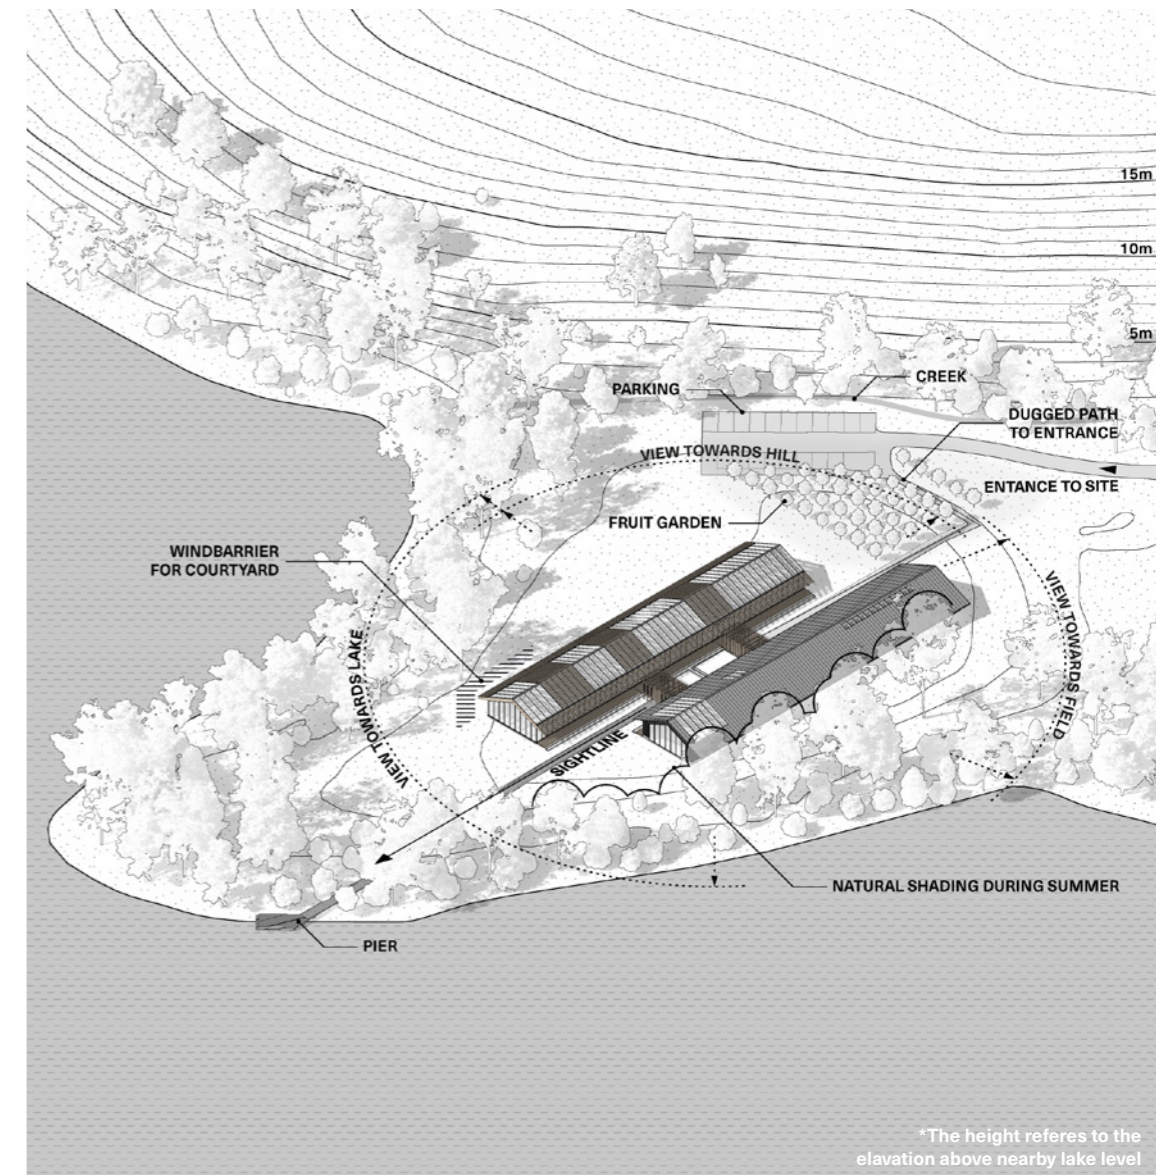 15m
10m
5m
CREEK
PARKING
DUGGED PATH
TO ENTRANCE
VIEW TOWARDS HILL
ENTANCE TO SITE
FRUIT GARDEN
WINDBARRIER
FOR COURTYARD
VIEW TOWARDS LAKE
VIEW TOWARDS FIELD
SIGHTLINE
NATURAL SHADING DURING SUMMER
PIER
*The height referes to the
elavation above nearby lake level